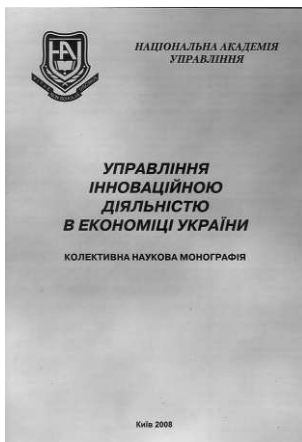 НАЦІОНАЛЬНА АКАДЕМІЯ
УПРАВЛІННЯ
УПРАВЛІННЯ
ІННОВАЦІЙНОЮ
ДІЯЛЬНІСТЮ
В ЕКОНОМІЦІ УКРАЇНИ
КОЛЕКТИВНА НАУКОВА МОНОГРАФІЯ
Київ 2008